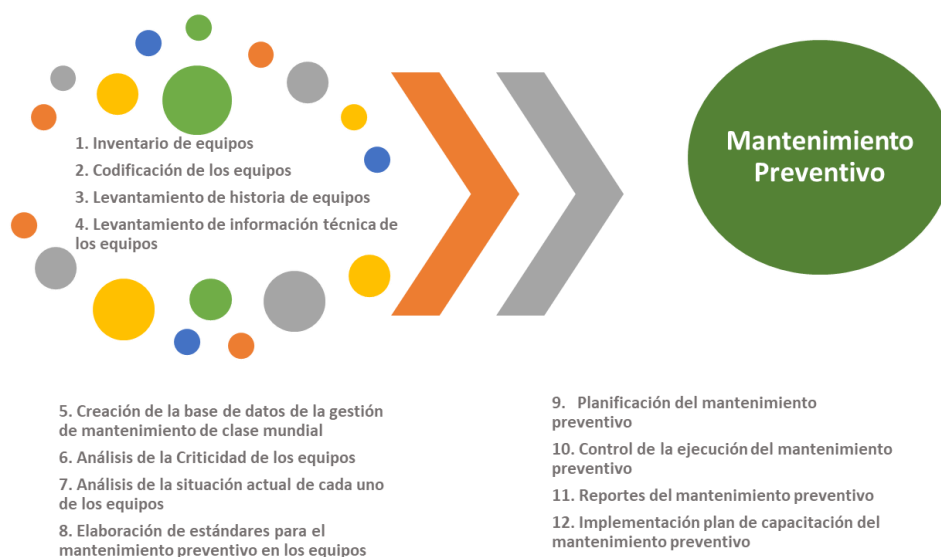 1. Inventario de equipos
2. Codificación de los equipos
3. Levantamiento de historia de equipos
4. Levantamiento de información técnica de
los equipos
Mantenimiento
Preventivo
5. Creación de la base de datos de la gestión
de mantenimiento de clase mundial
6. Análisis de la Criticidad de los equipos
7. Análisis de la situación actual de cada uno
de los equipos
8. Elaboración de estándares para el
mantenimiento preventivo en los equipos
9. Planificación del mantenimiento
preventivo
10. Control de la ejecución del mantenimiento
preventivo
11. Reportes del mantenimiento preventivo
12. Implementación plan de capacitación del
mantenimiento preventivo